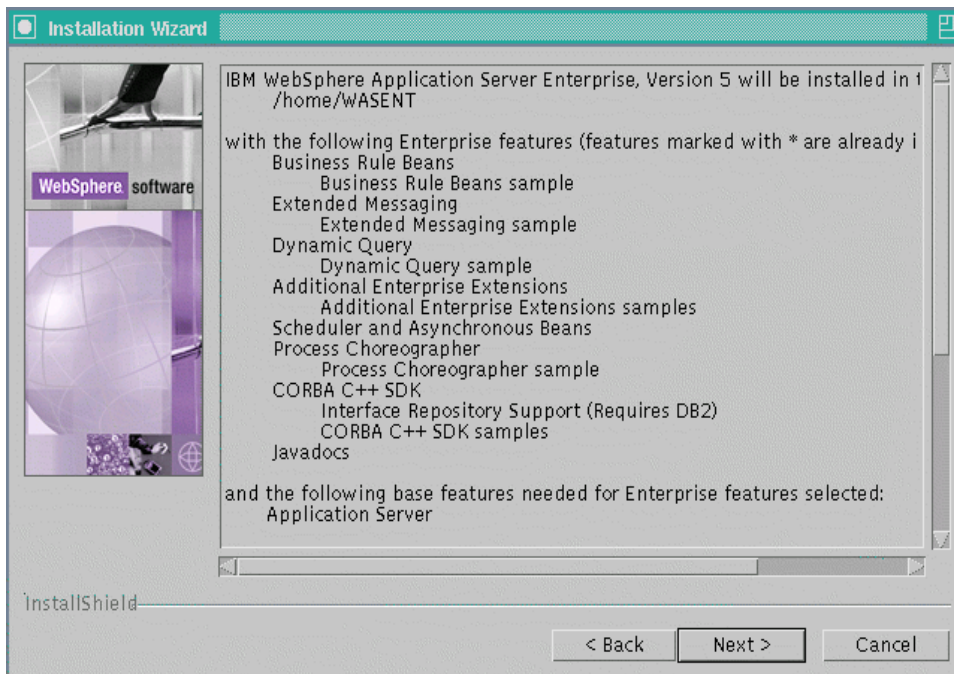 Installation Wizard
WebSphere. software
IBM WebSphere Application Server Enterprise, Version 5 will be installed in t
/home/WASENT
with the following Enterprise features (features marked with * are already i
Business Rule Beans
Business Rule Beans sample
Extended Messaging
Extended Messaging sample
Dynamic Query
Dynamic Query sample
Additional Enterprise Extensions
Additional Enterprise Extensions samples
Scheduler and Asynchronous Beans
Process Choreographer
Process Choreographer sample
CORBA C++ SDK
Interface Repository Support (Requires DB2)
CORBA C++ SDK samples
Javadocs
and the following base features needed for Enterprise features selected:
Application Server
InstallShield
< Back
Next >
Cancel